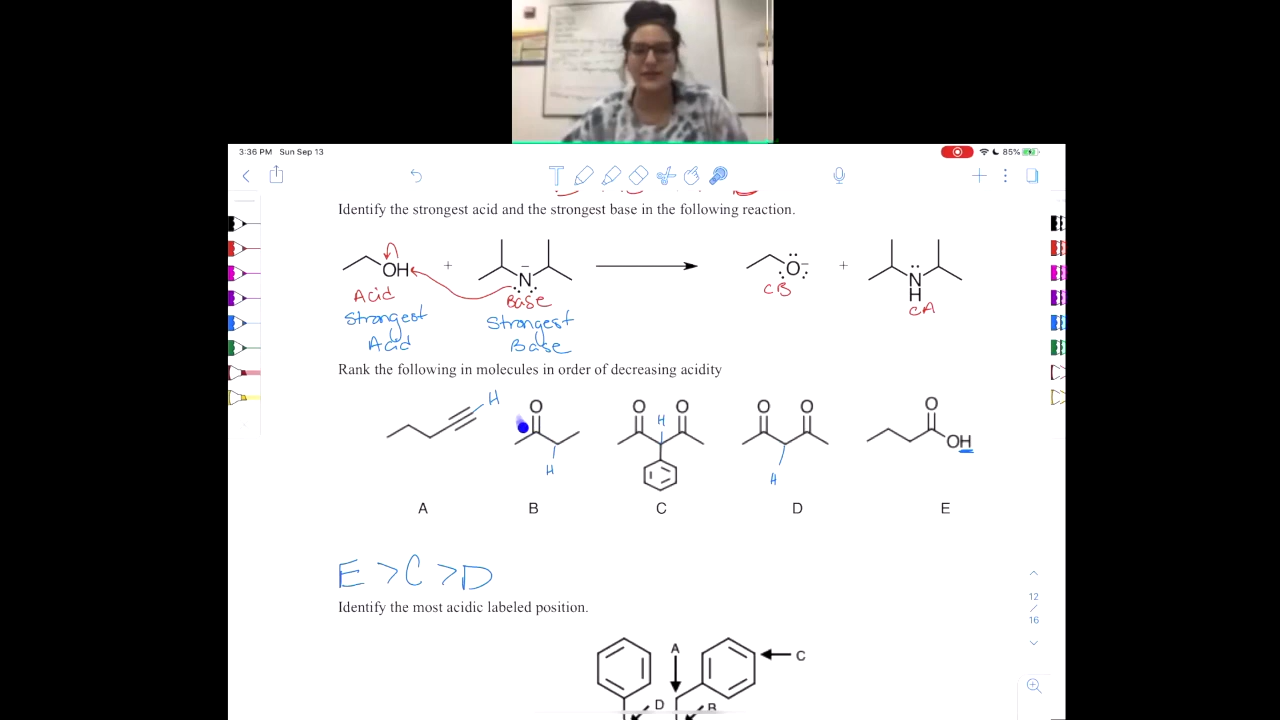 3:36 PM Sun Sep 13
85%
T
Identify the strongest acid and the strongest base in the following reaction.
OH + N − O − + N H
Acid Base CB CA
Strongest Acid
Strongest Base
Rank the following in molecules in order of decreasing acidity
H O O O O O O
H H H OH
A B C D E
E > C > D
12
/
16
Identify the most acidic labeled position.
A C
D B